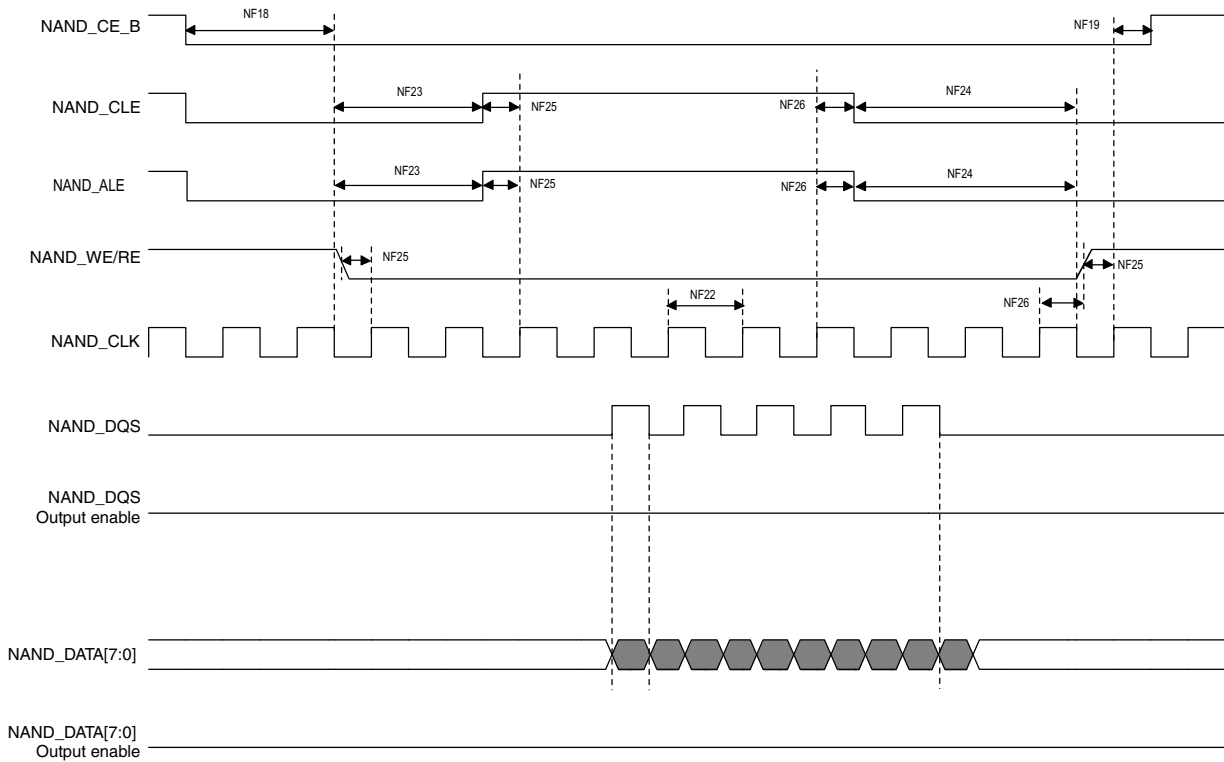 NAND_CE_B
NF18
NF19
NAND_CLE
NF23
NF25
NF26
NF24
NAND_ALE
NF23
NF25
NF26
NF24
NAND_WE/RE
NF25
NF25
NF26
NF22
NAND_CLK
NAND_DQS
NAND_DQS
Output enable
NAND_DATA[7:0]
NAND_DATA[7:0]
Output enable